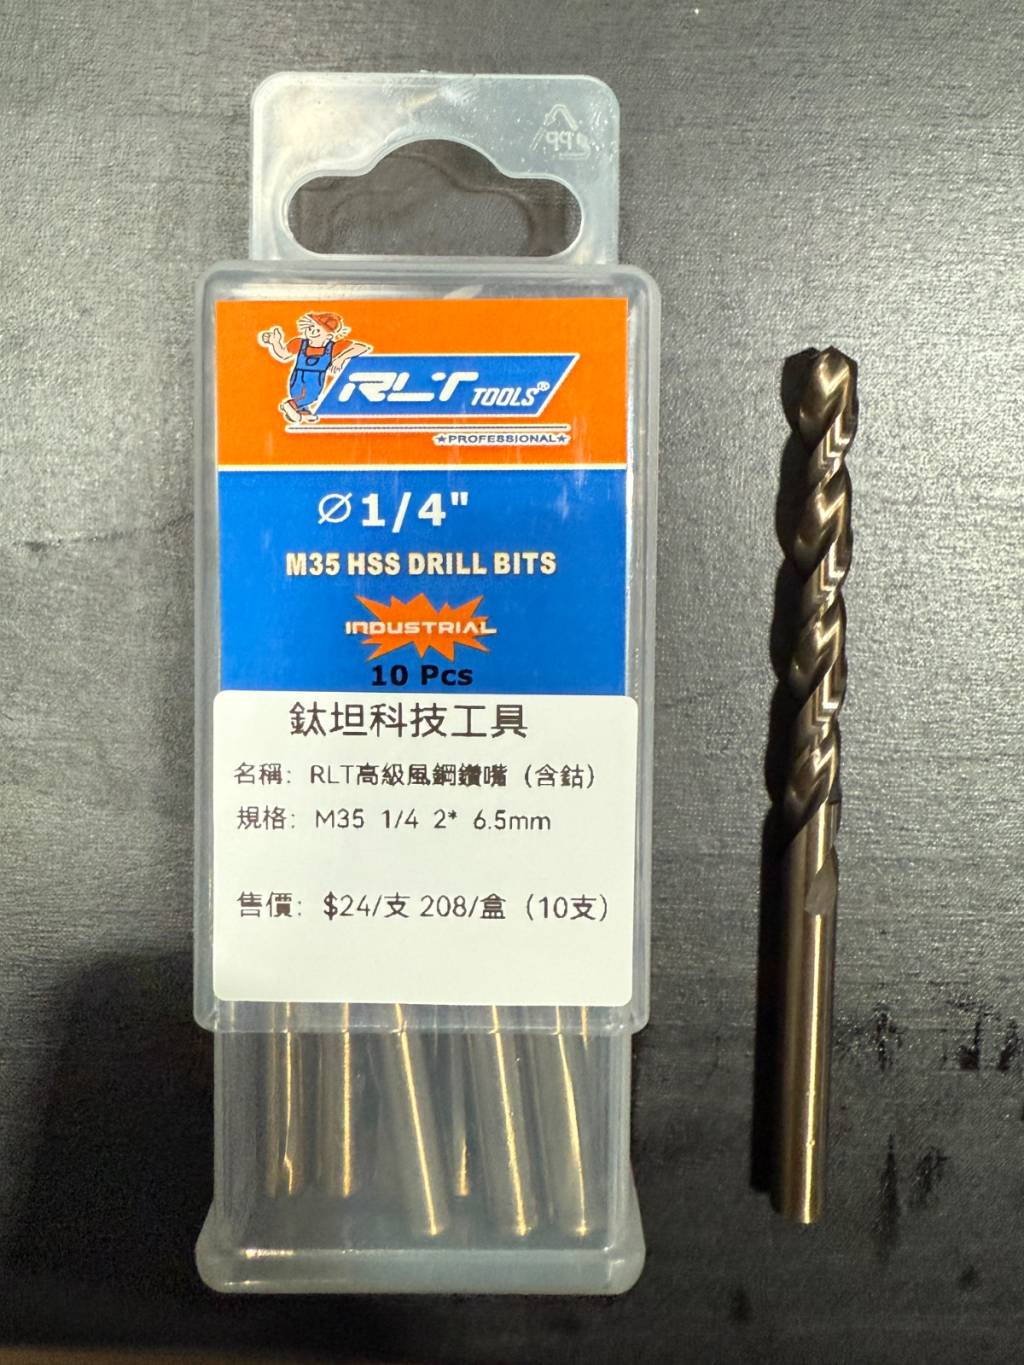 PP
RLT TOOLS®
★PROFESSIONAL★
Ø1/4"
M35 HSS DRILL BITS
INDUSTRIAL
10 Pcs
鈦坦科技工具
名稱: RLT高級風鋼鑽嘴 (含鈷)
規格: M35 1/4 2* 6.5mm
售價: $24/支 208/盒 (10支)